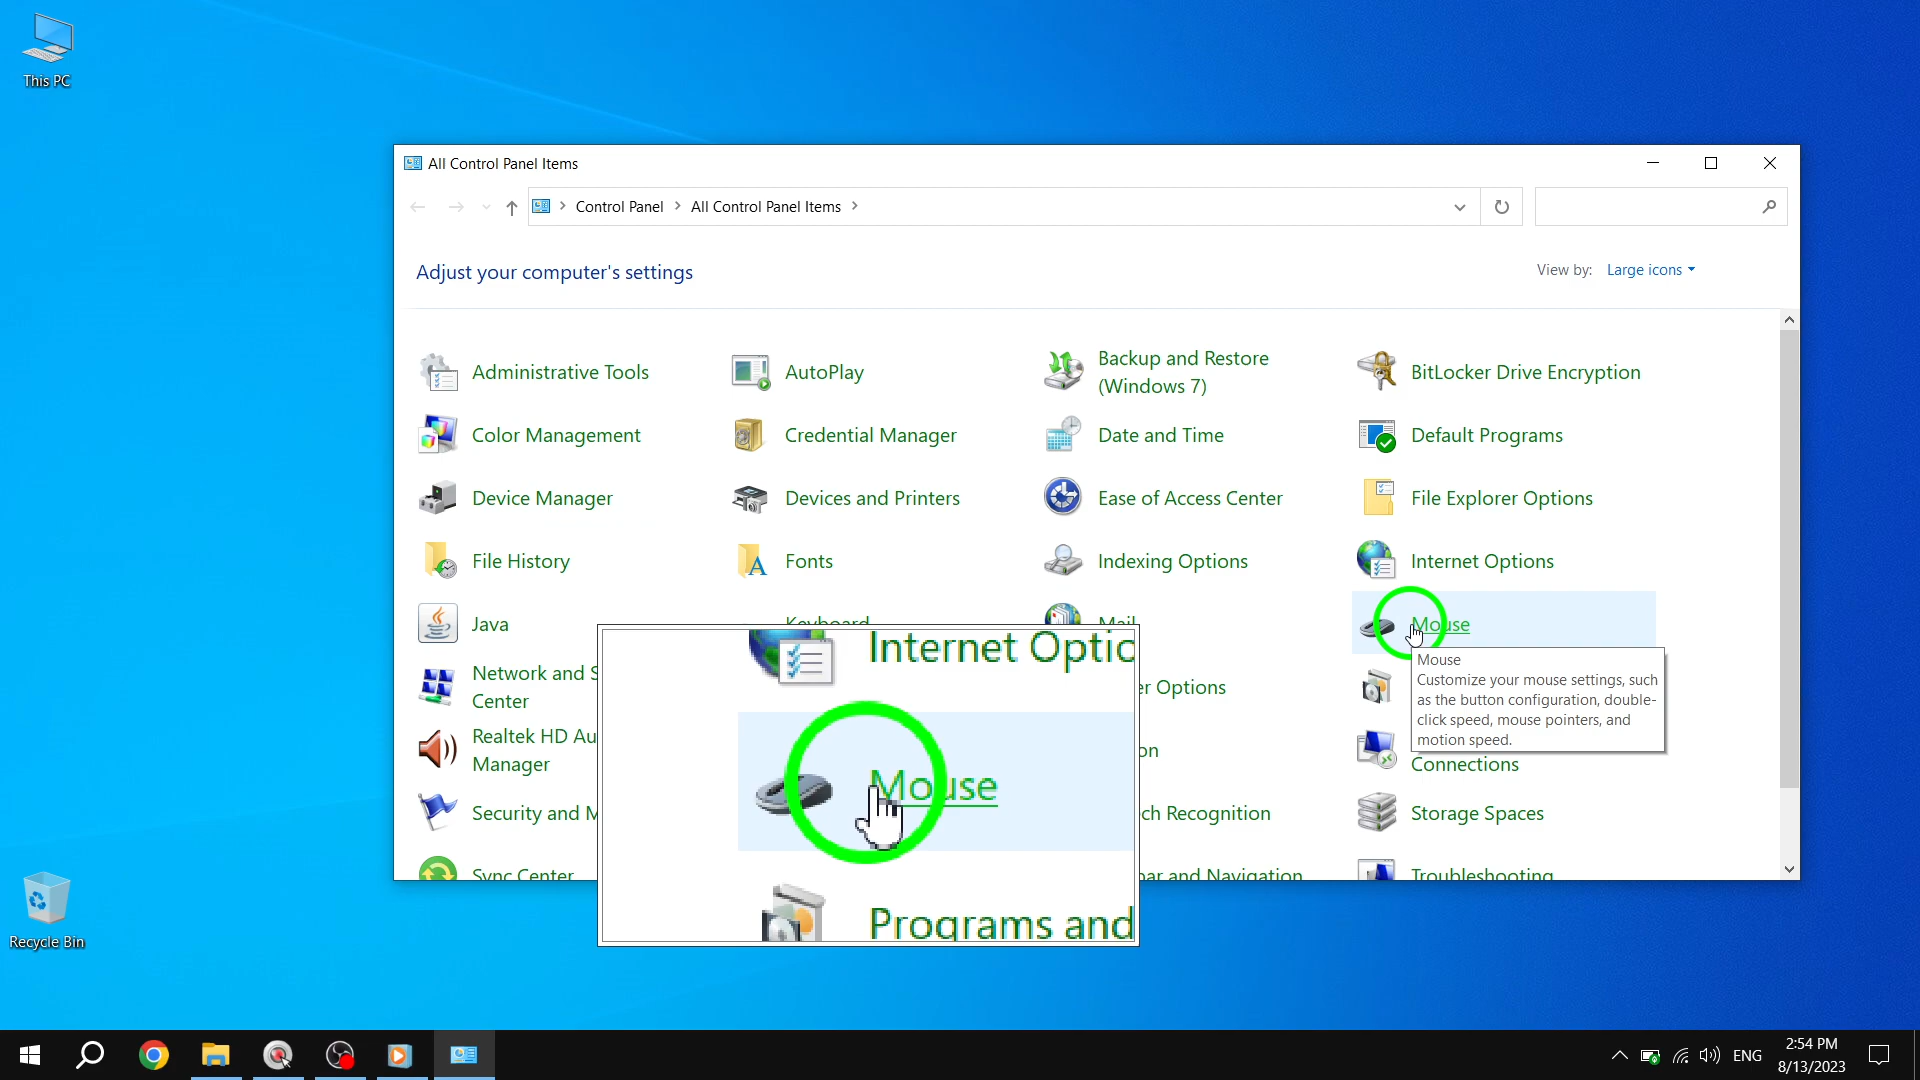 This PC
All Control Panel Items
Control Panel > All Control Panel Items >
Adjust your computer's settings
View by: Large icons
Administrative Tools
AutoPlay
Backup and Restore
(Windows 7)
BitLocker Drive Encryption
Color Management
Credential Manager
Date and Time
Default Programs
Device Manager
Devices and Printers
Ease of Access Center
File Explorer Options
File History
Fonts
Indexing Options
Internet Options
Java
Keyboard
Mail
Mouse
Mouse
Customize your mouse settings, such
as the button configuration, double-
click speed, mouse pointers, and
motion speed.
Network and S
Center
er Options
Realtek HD Au
Manager
on
Connections
Security and M
ch Recognition
Storage Spaces
Sync Center
bar and Navigation
Troubleshooting
Internet Optio
Mouse
Programs and
Recycle Bin
ENG
2:54 PM
8/13/2023